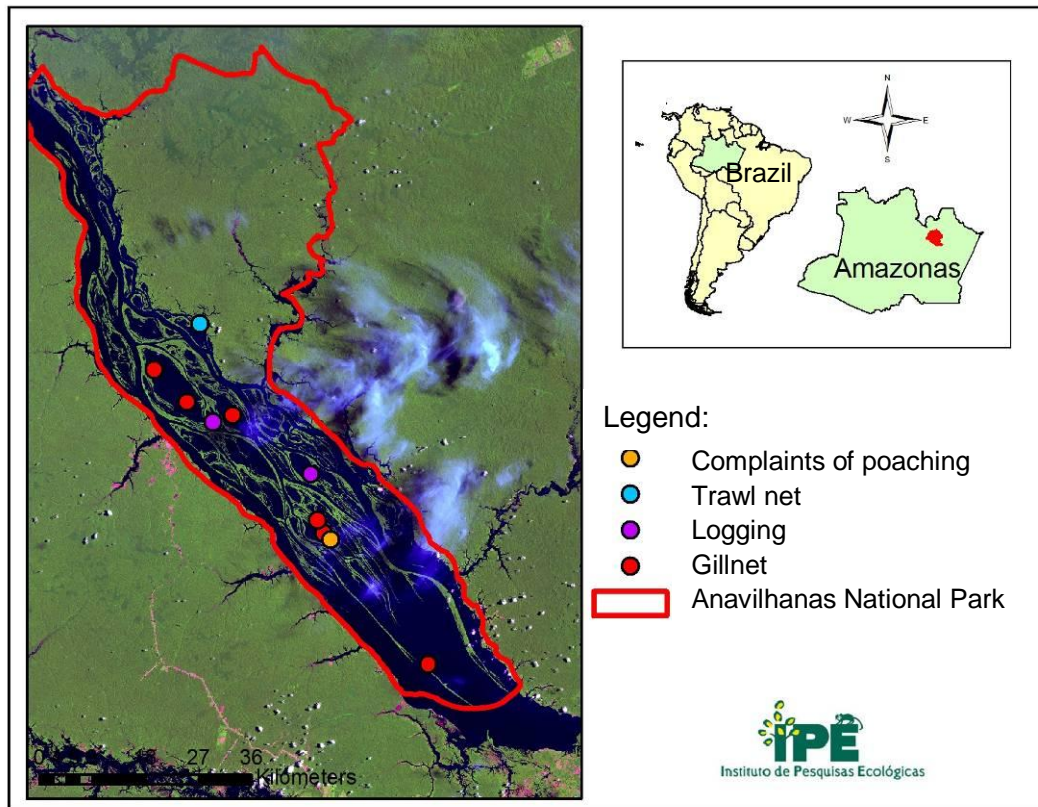 N
W
E
S
Brazil
Amazonas
Legend:
Complaints of poaching
Trawl net
Logging
Gillnet
Anavilhanas National Park
0
27
36
Kilometers
IPÊ
Instituto de Pesquisas Ecológicas